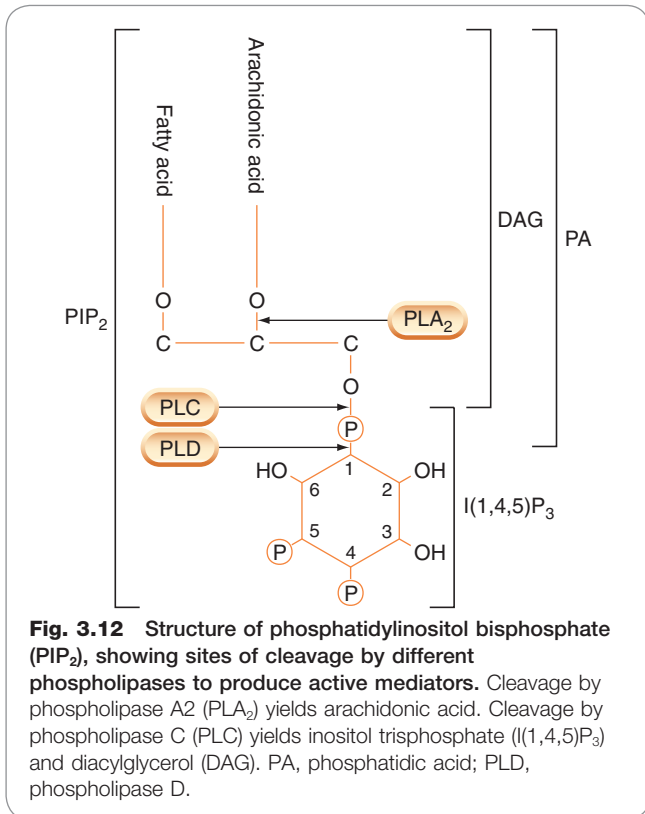 Fatty acid
Arachidonic acid
DAG
PA
PIP₂
O
O
PLA₂
C
C
C
O
PLC
P
PLD
1
HO
6
2
OH
I(1,4,5)P₃
5
3
P
4
OH
P
Fig. 3.12 Structure of phosphatidylinositol bisphosphate
(PIP₂), showing sites of cleavage by different
phospholipases to produce active mediators. Cleavage by
phospholipase A2 (PLA₂) yields arachidonic acid. Cleavage by
phospholipase C (PLC) yields inositol trisphosphate (I(1,4,5)P₃)
and diacylglycerol (DAG). PA, phosphatidic acid; PLD,
phospholipase D.